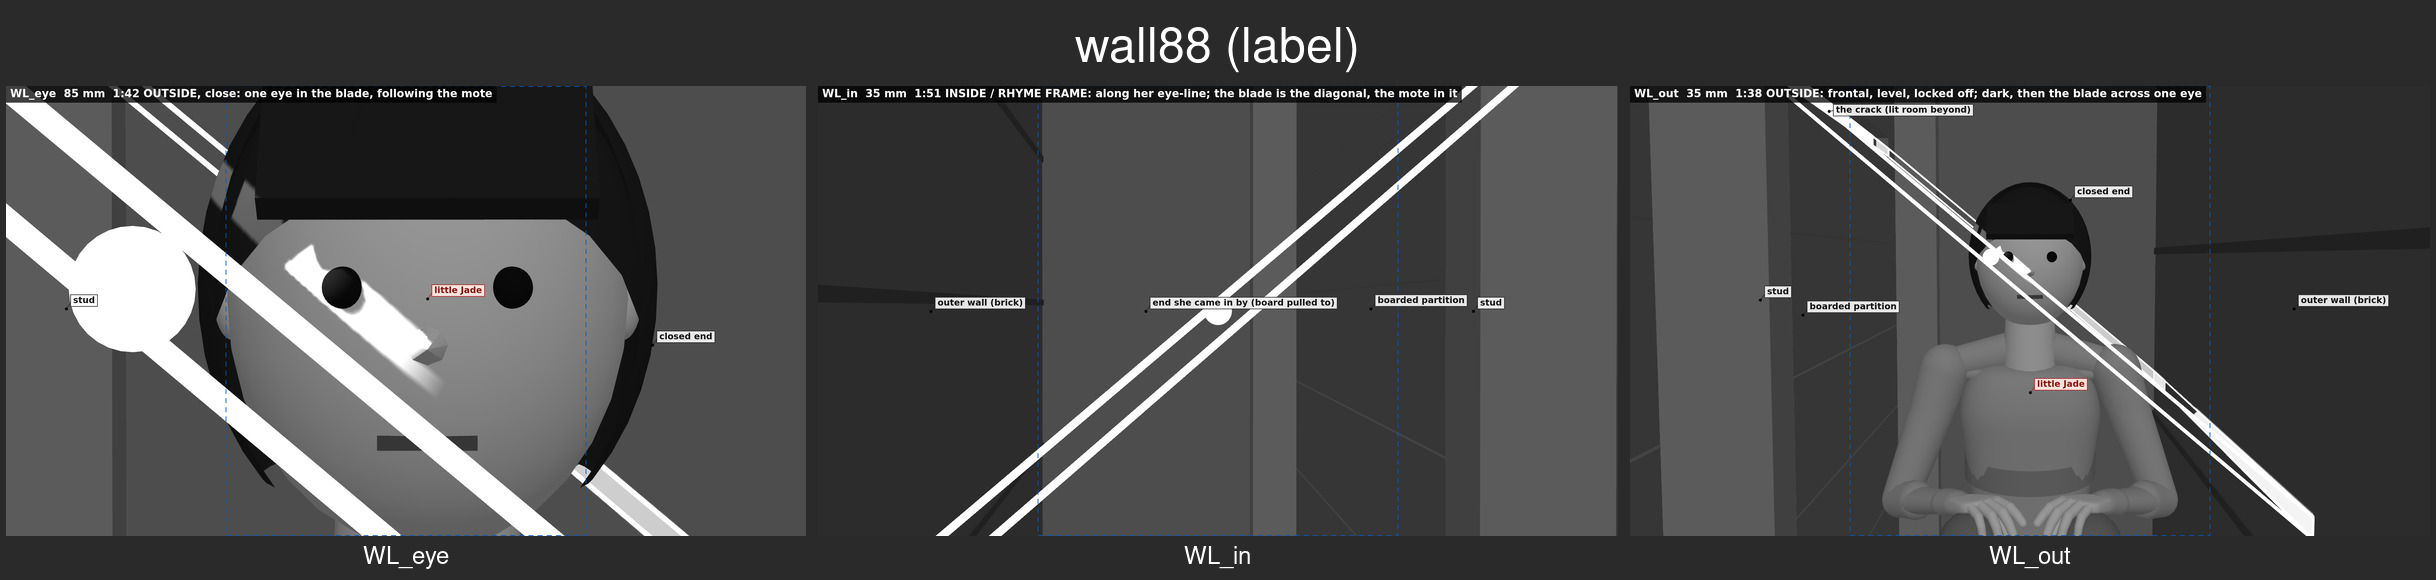 wall88 (label)
WL_eye 85 mm 1:42 OUTSIDE, close: one eye in the blade, following the mote
stud
little Jade
closed end
WL_eye
WL_in 35 mm 1:51 INSIDE / RHYME FRAME: along her eye-line; the blade is the diagonal, the mote in it
outer wall (brick)
end she came in by (board pulled to)
boarded partition
stud
WL_in
WL_out 35 mm 1:38 OUTSIDE: frontal, level, locked off; dark, then the blade across one eye
the crack (lit room beyond)
closed end
stud
boarded partition
outer wall (brick)
little Jade
WL_out